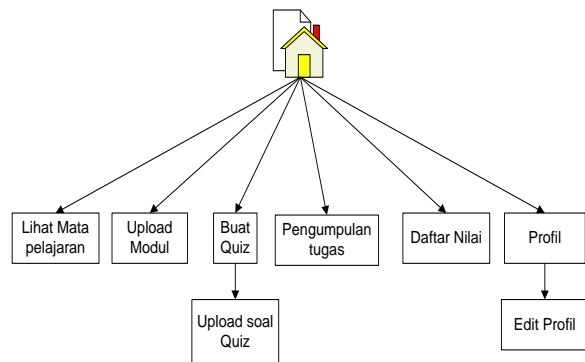 Lihat Mata
pelajaran
Upload
Modul
Buat
Quiz
Pengumpulan
tugas
Daftar Nilai
Profil
Upload soal
Quiz
Edit Profil